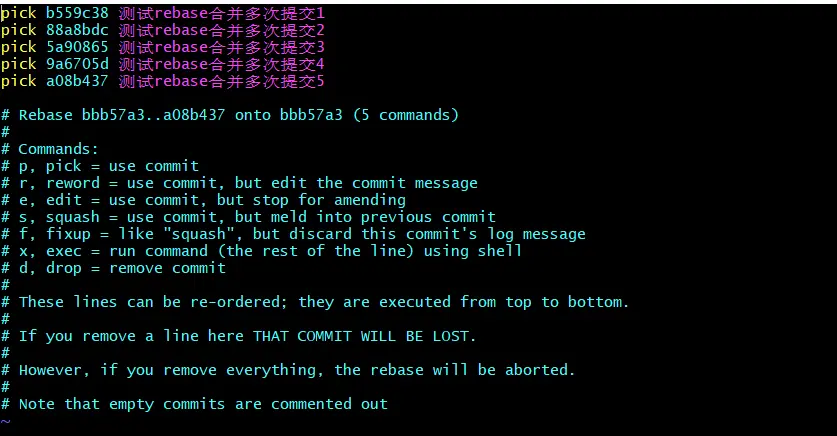 pick b559c38 测试rebase合并多次提交1
pick 88a8bdc 测试rebase合并多次提交2
pick 5a90865 测试rebase合并多次提交3
pick 9a6705d 测试rebase合并多次提交4
pick a08b437 测试rebase合并多次提交5
# Rebase bbb57a3..a08b437 onto bbb57a3 (5 commands)
#
# Commands:
# p, pick = use commit
# r, reword = use commit, but edit the commit message
# e, edit = use commit, but stop for amending
# s, squash = use commit, but meld into previous commit
# f, fixup = like "squash", but discard this commit's log message
# x, exec = run command (the rest of the line) using shell
# d, drop = remove commit
#
# These lines can be re-ordered; they are executed from top to bottom.
#
# If you remove a line here THAT COMMIT WILL BE LOST.
#
# However, if you remove everything, the rebase will be aborted.
#
# Note that empty commits are commented out
~